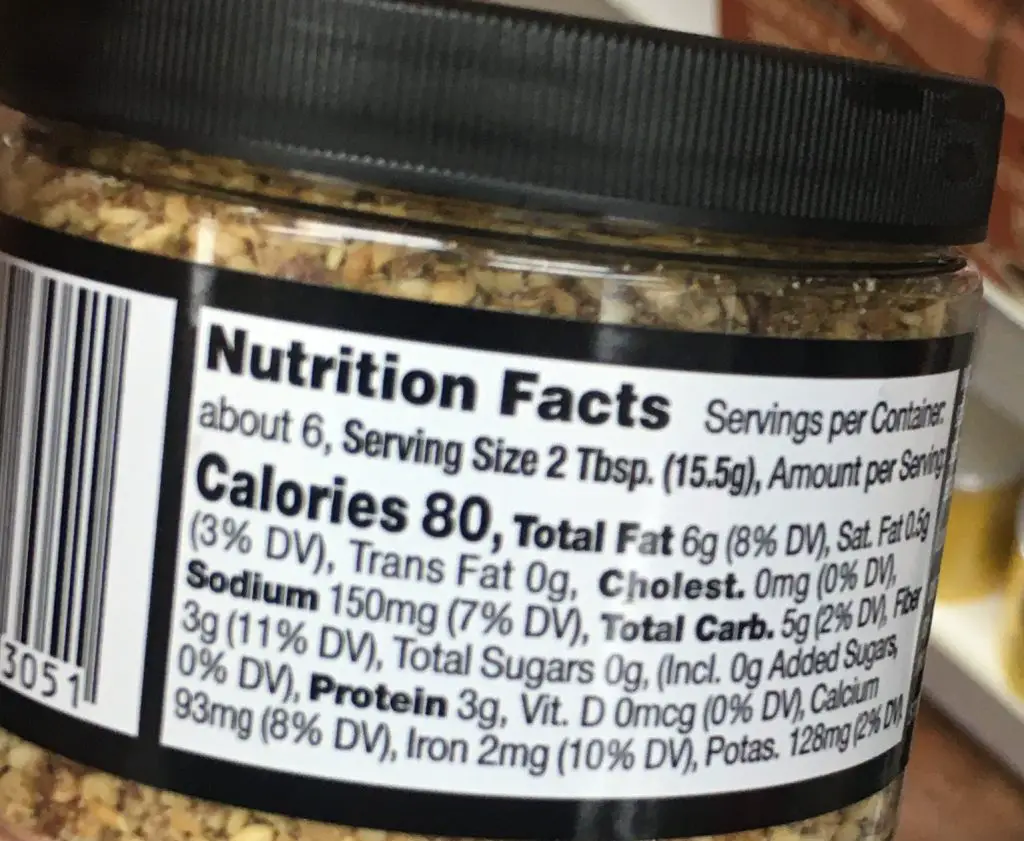 Nutrition Facts Servings per Container:
about 6, Serving Size 2 Tbsp. (15.5g), Amount per Serving
Calories 80, Total Fat 6g (8% DV), Sat. Fat 0.5g
(3% DV), Trans Fat 0g, Cholest. 0mg (0% DV),
Sodium 150mg (7% DV), Total Carb. 5g (2% DV), Fiber
3g (11% DV), Total Sugars 0g, (Incl. 0g Added Sugars,
0% DV), Protein 3g, Vit. D 0mcg (0% DV), Calcium
93mg (8% DV), Iron 2mg (10% DV), Potas. 128mg (2% DV)
3051